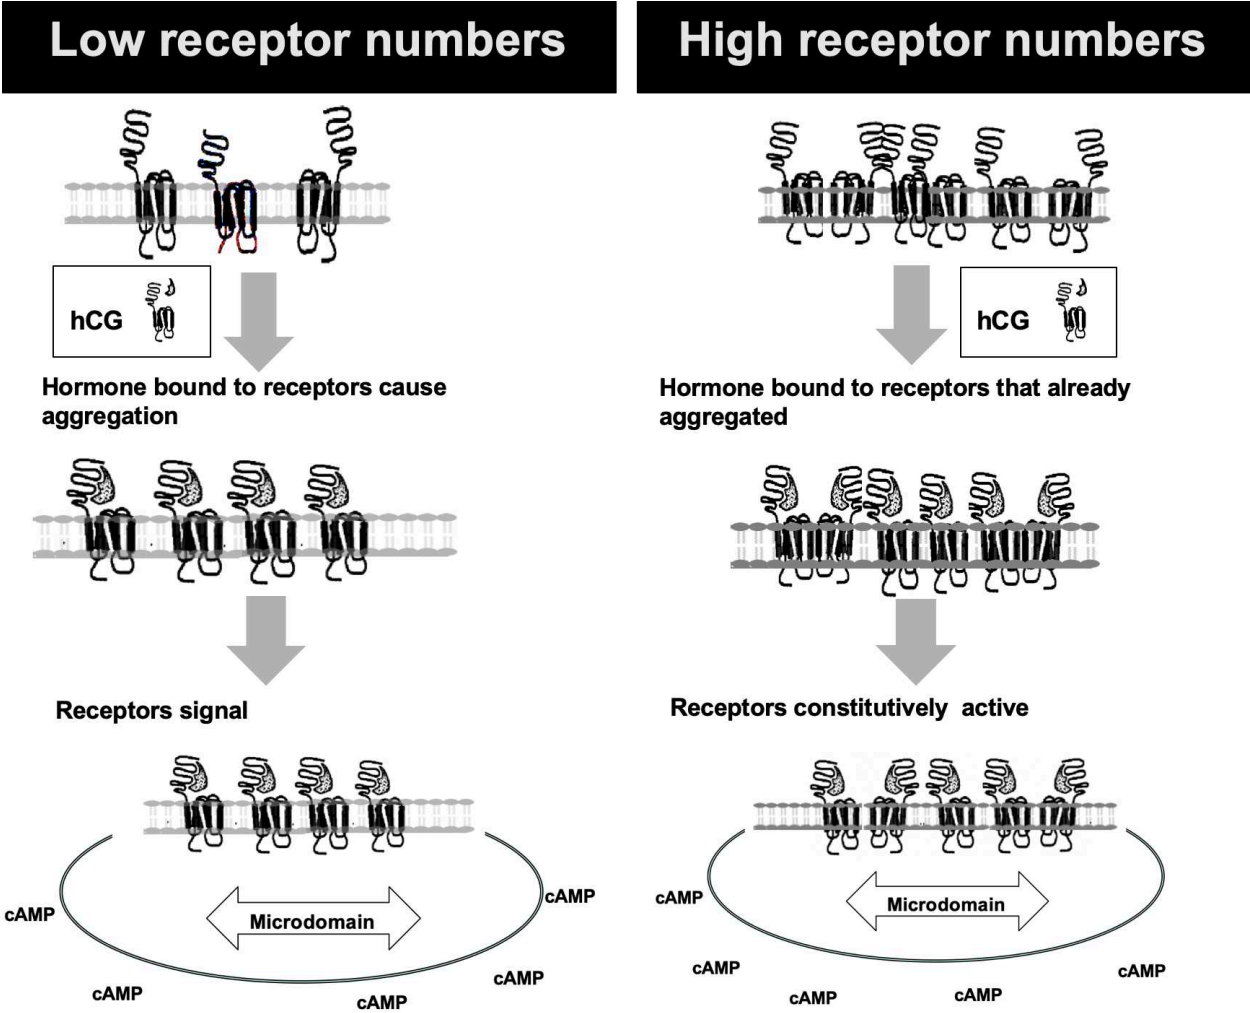 Low receptor numbers
hCG
Hormone bound to receptors cause
aggregation
Receptors signal
Microdomain
cAMP
cAMP
cAMP
cAMP
cAMP
High receptor numbers
hCG
Hormone bound to receptors that already
aggregated
Receptors constitutively active
Microdomain
cAMP
cAMP
cAMP
cAMP
cAMP